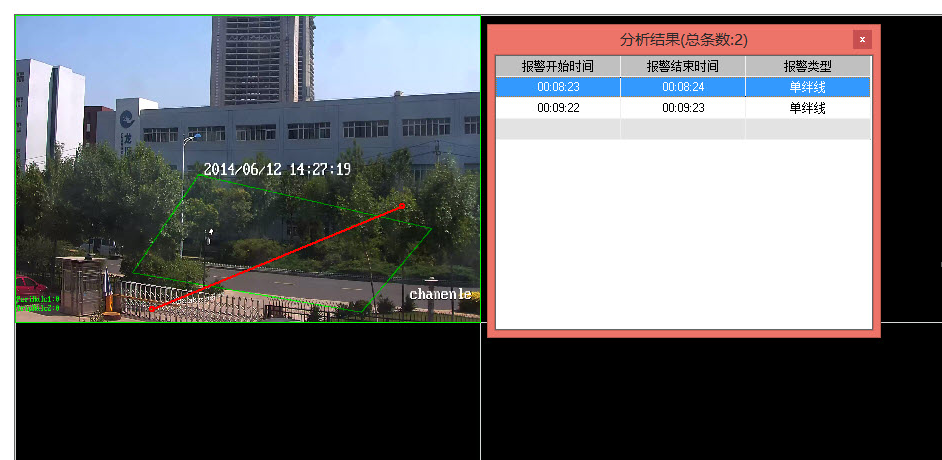 分析结果(总条数:2)
x
报警开始时间 报警结束时间 报警类型
00:08:23 00:08:24 单绊线
00:09:22 00:09:23 单绊线
2014/06/12 14:27:19
chanenle